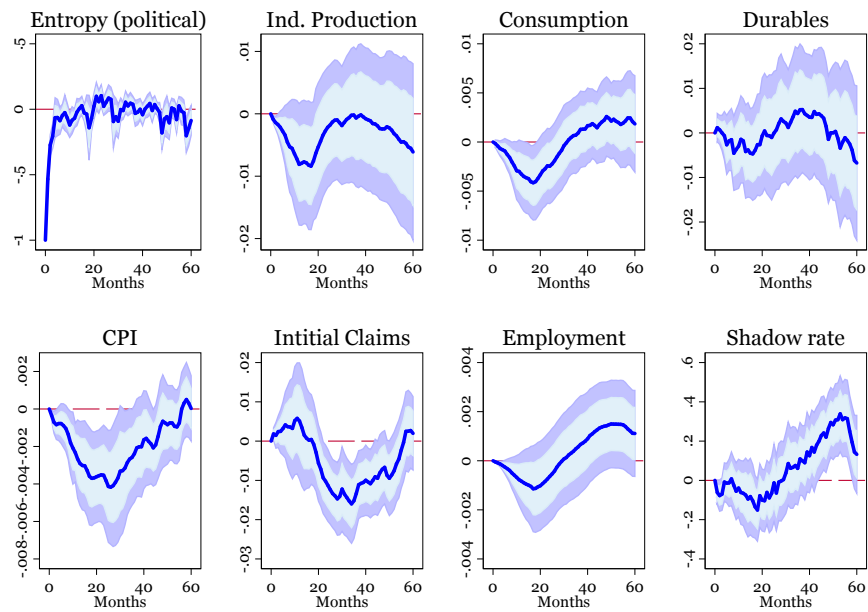 Entropy (political)
.5
0
-.5
-1
0 20 40 60
Months
Ind. Production
.01
0
-.01
-.02
0 20 40 60
Months
Consumption
.01
.005
0
-.005
-.01
0 20 40 60
Months
Durables
.02
.01
0
-.01
-.02
0 20 40 60
Months
CPI
.002
0
-.002
-.004
-.006
-.008
0 20 40 60
Months
Intitial Claims
.02
.01
0
-.01
-.02
-.03
0 20 40 60
Months
Employment
.004
.002
0
-.002
-.004
0 20 40 60
Months
Shadow rate
.6
.4
.2
0
-.2
-.4
0 20 40 60
Months